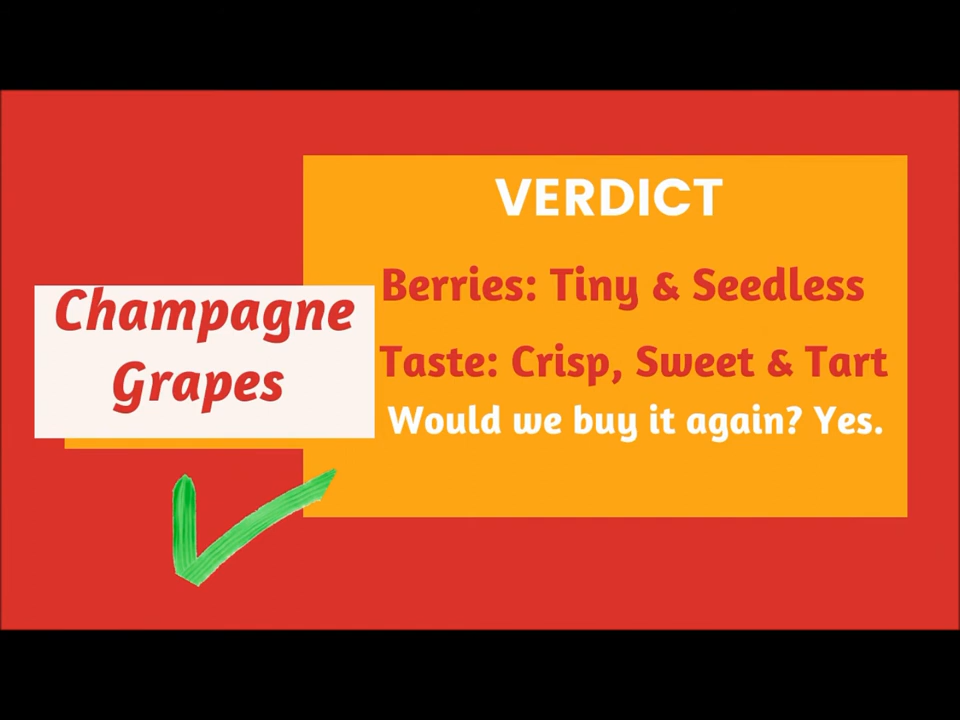 VERDICT
Berries: Tiny & Seedless
Champagne
Grapes
Taste: Crisp, Sweet & Tart
Would we buy it again? Yes.